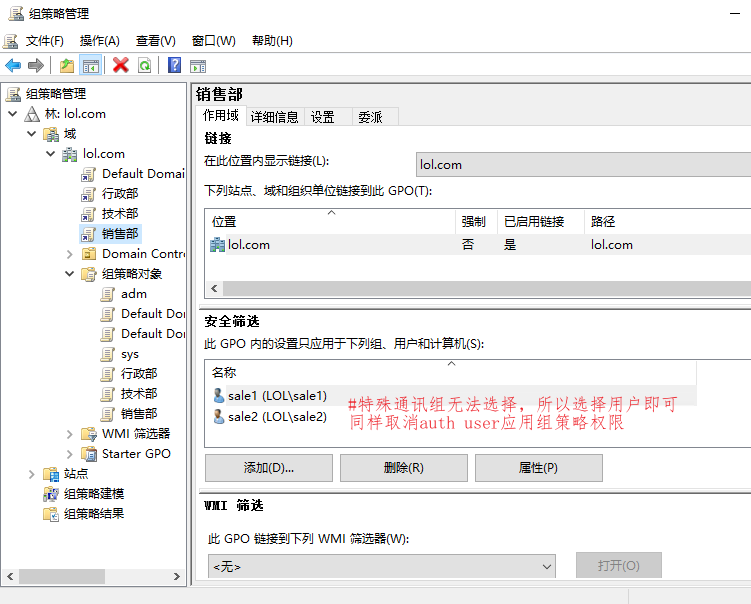 组策略管理
文件(F) 操作(A) 查看(V) 窗口(W) 帮助(H)
组策略管理
林: lol.com
域
lol.com
Default Domai
行政部
技术部
销售部
Domain Contr
组策略对象
adm
Default Do
Default Do
sys
行政部
技术部
销售部
WMI 筛选器
Starter GPO
站点
组策略建模
组策略结果
销售部
作用域 详细信息 设置 委派
链接
在此位置内显示链接(L): lol.com
下列站点、域和组织单位链接到此 GPO(T):
位置 强制 已启用链接 路径
lol.com 否 是 lol.com
安全筛选
此 GPO 内的设置只应用于下列组、用户和计算机(S):
名称
sale1 (LOL\sale1)
sale2 (LOL\sale2)
#特殊通讯组无法选择，所以选择用户即可
同样取消auth user应用组策略权限
添加(D)... 删除(R) 属性(P)
WMI 筛选
此 GPO 链接到下列 WMI 筛选器(W):
<无> 打开(O)